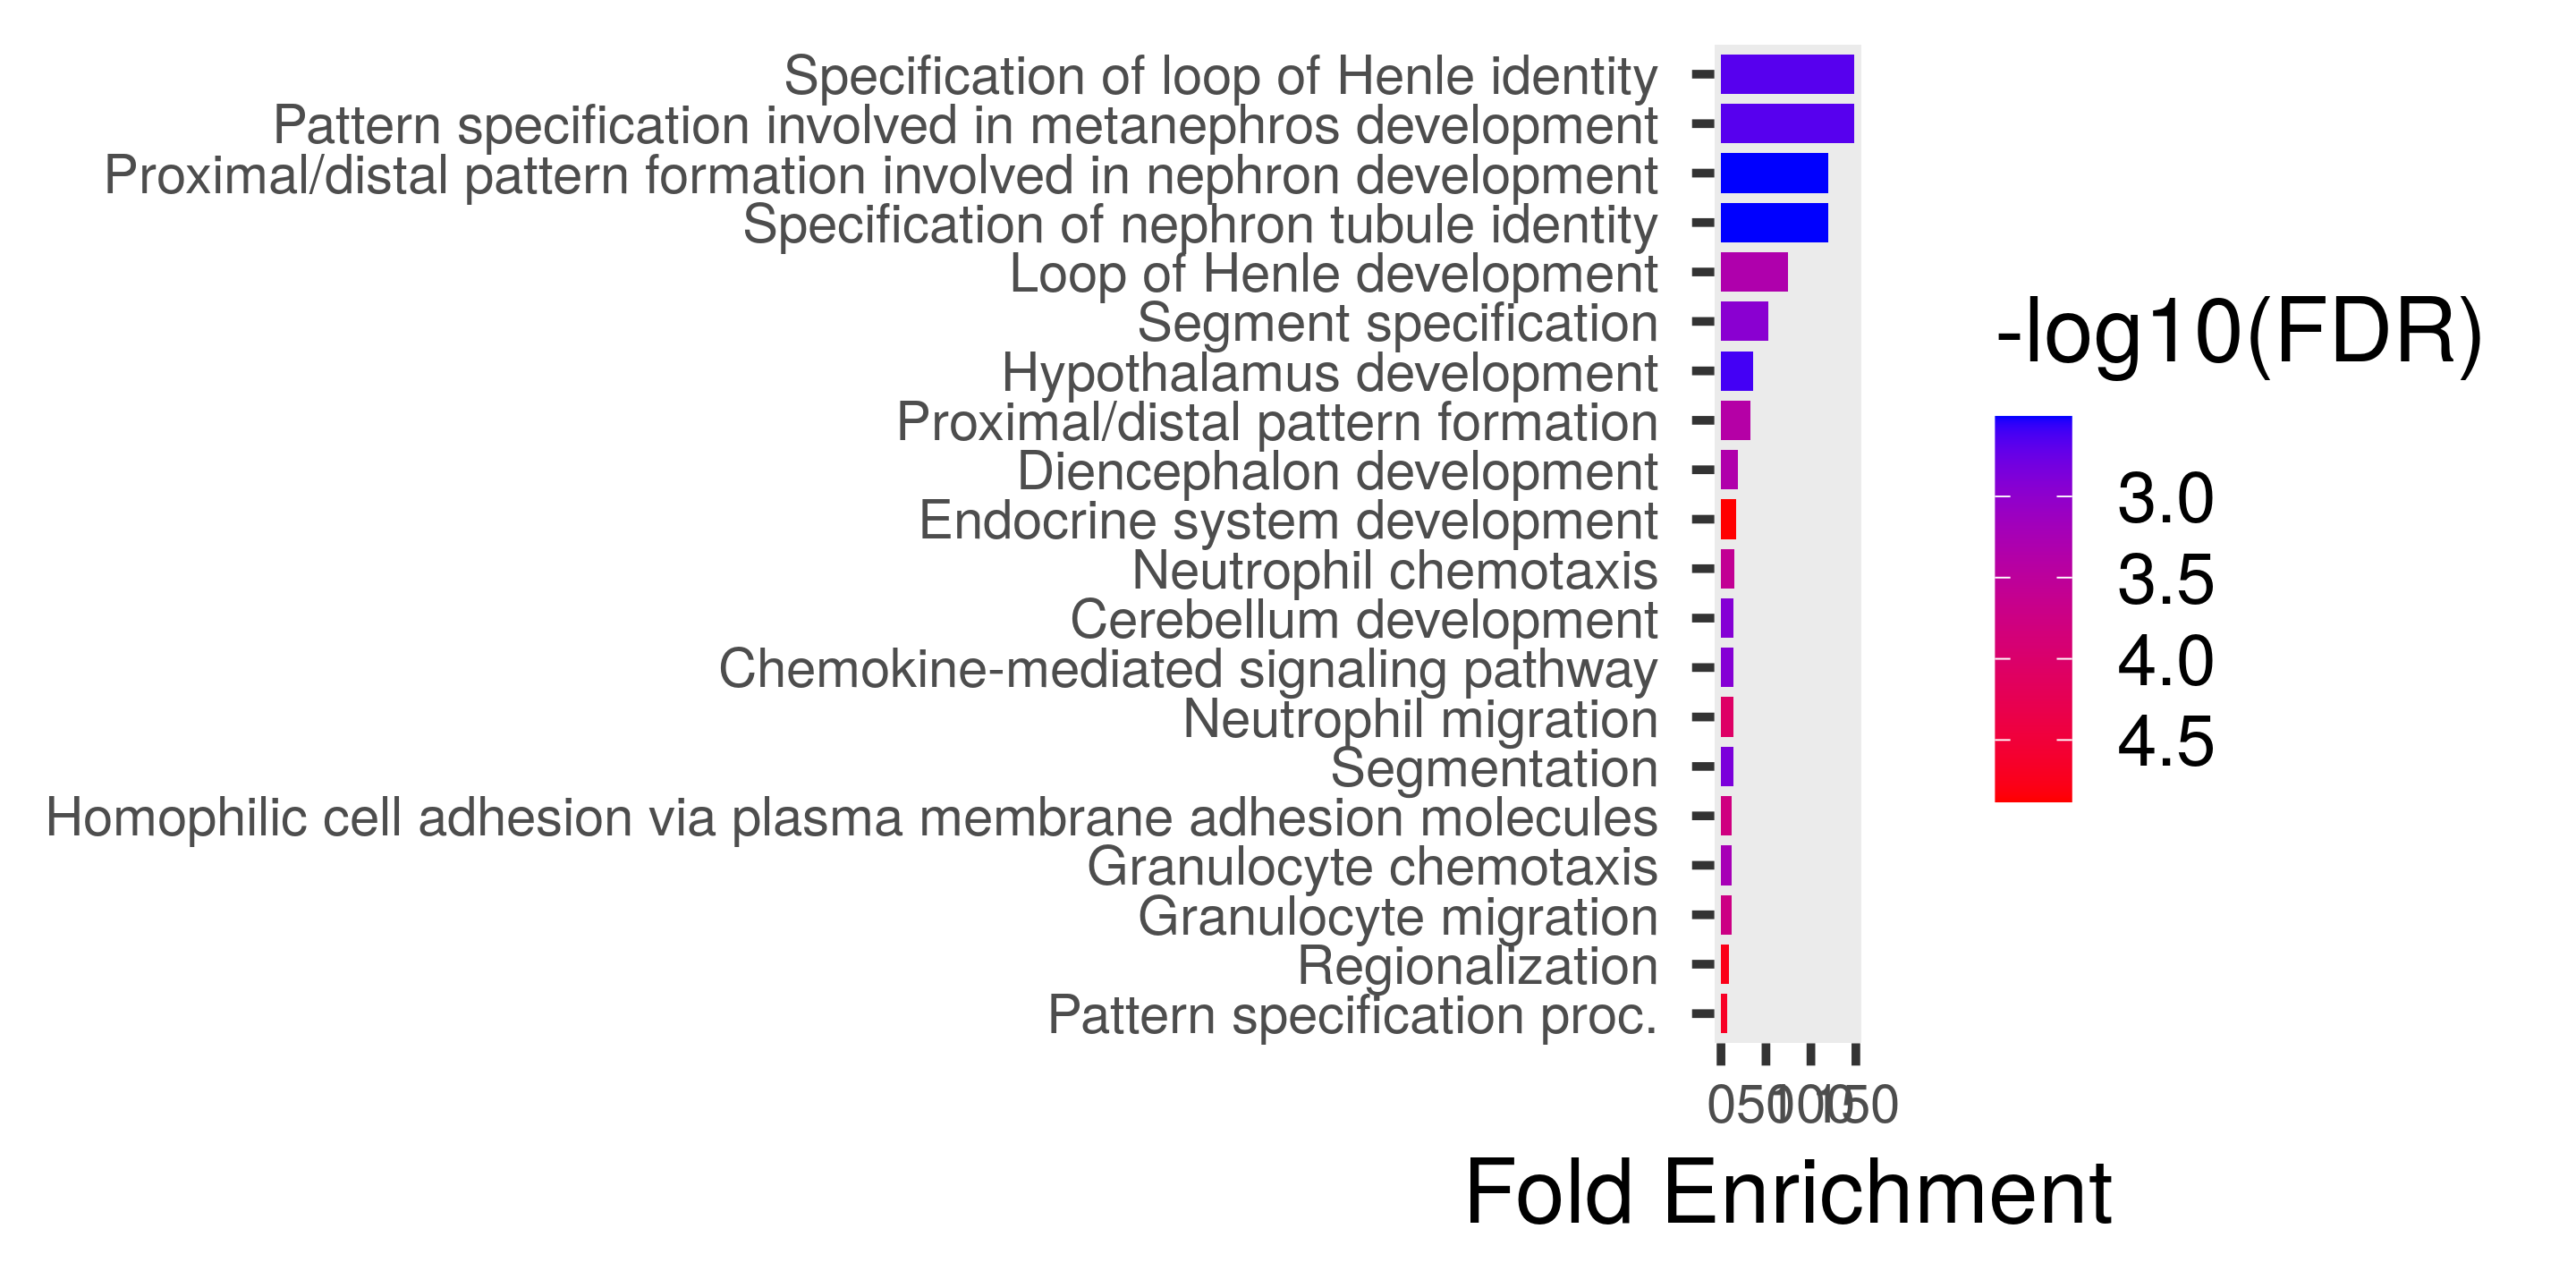 Specification of loop of Henle identity
Pattern specification involved in metanephros development
Proximal/distal pattern formation involved in nephron development
Specification of nephron tubule identity
Loop of Henle development
Segment specification
Hypothalamus development
Proximal/distal pattern formation
Diencephalon development
Endocrine system development
Neutrophil chemotaxis
Cerebellum development
Chemokine-mediated signaling pathway
Neutrophil migration
Segmentation
Homophilic cell adhesion via plasma membrane adhesion molecules
Granulocyte chemotaxis
Granulocyte migration
Regionalization
Pattern specification proc.
0 50 100 150
Fold Enrichment
-log10(FDR)
3.0
3.5
4.0
4.5